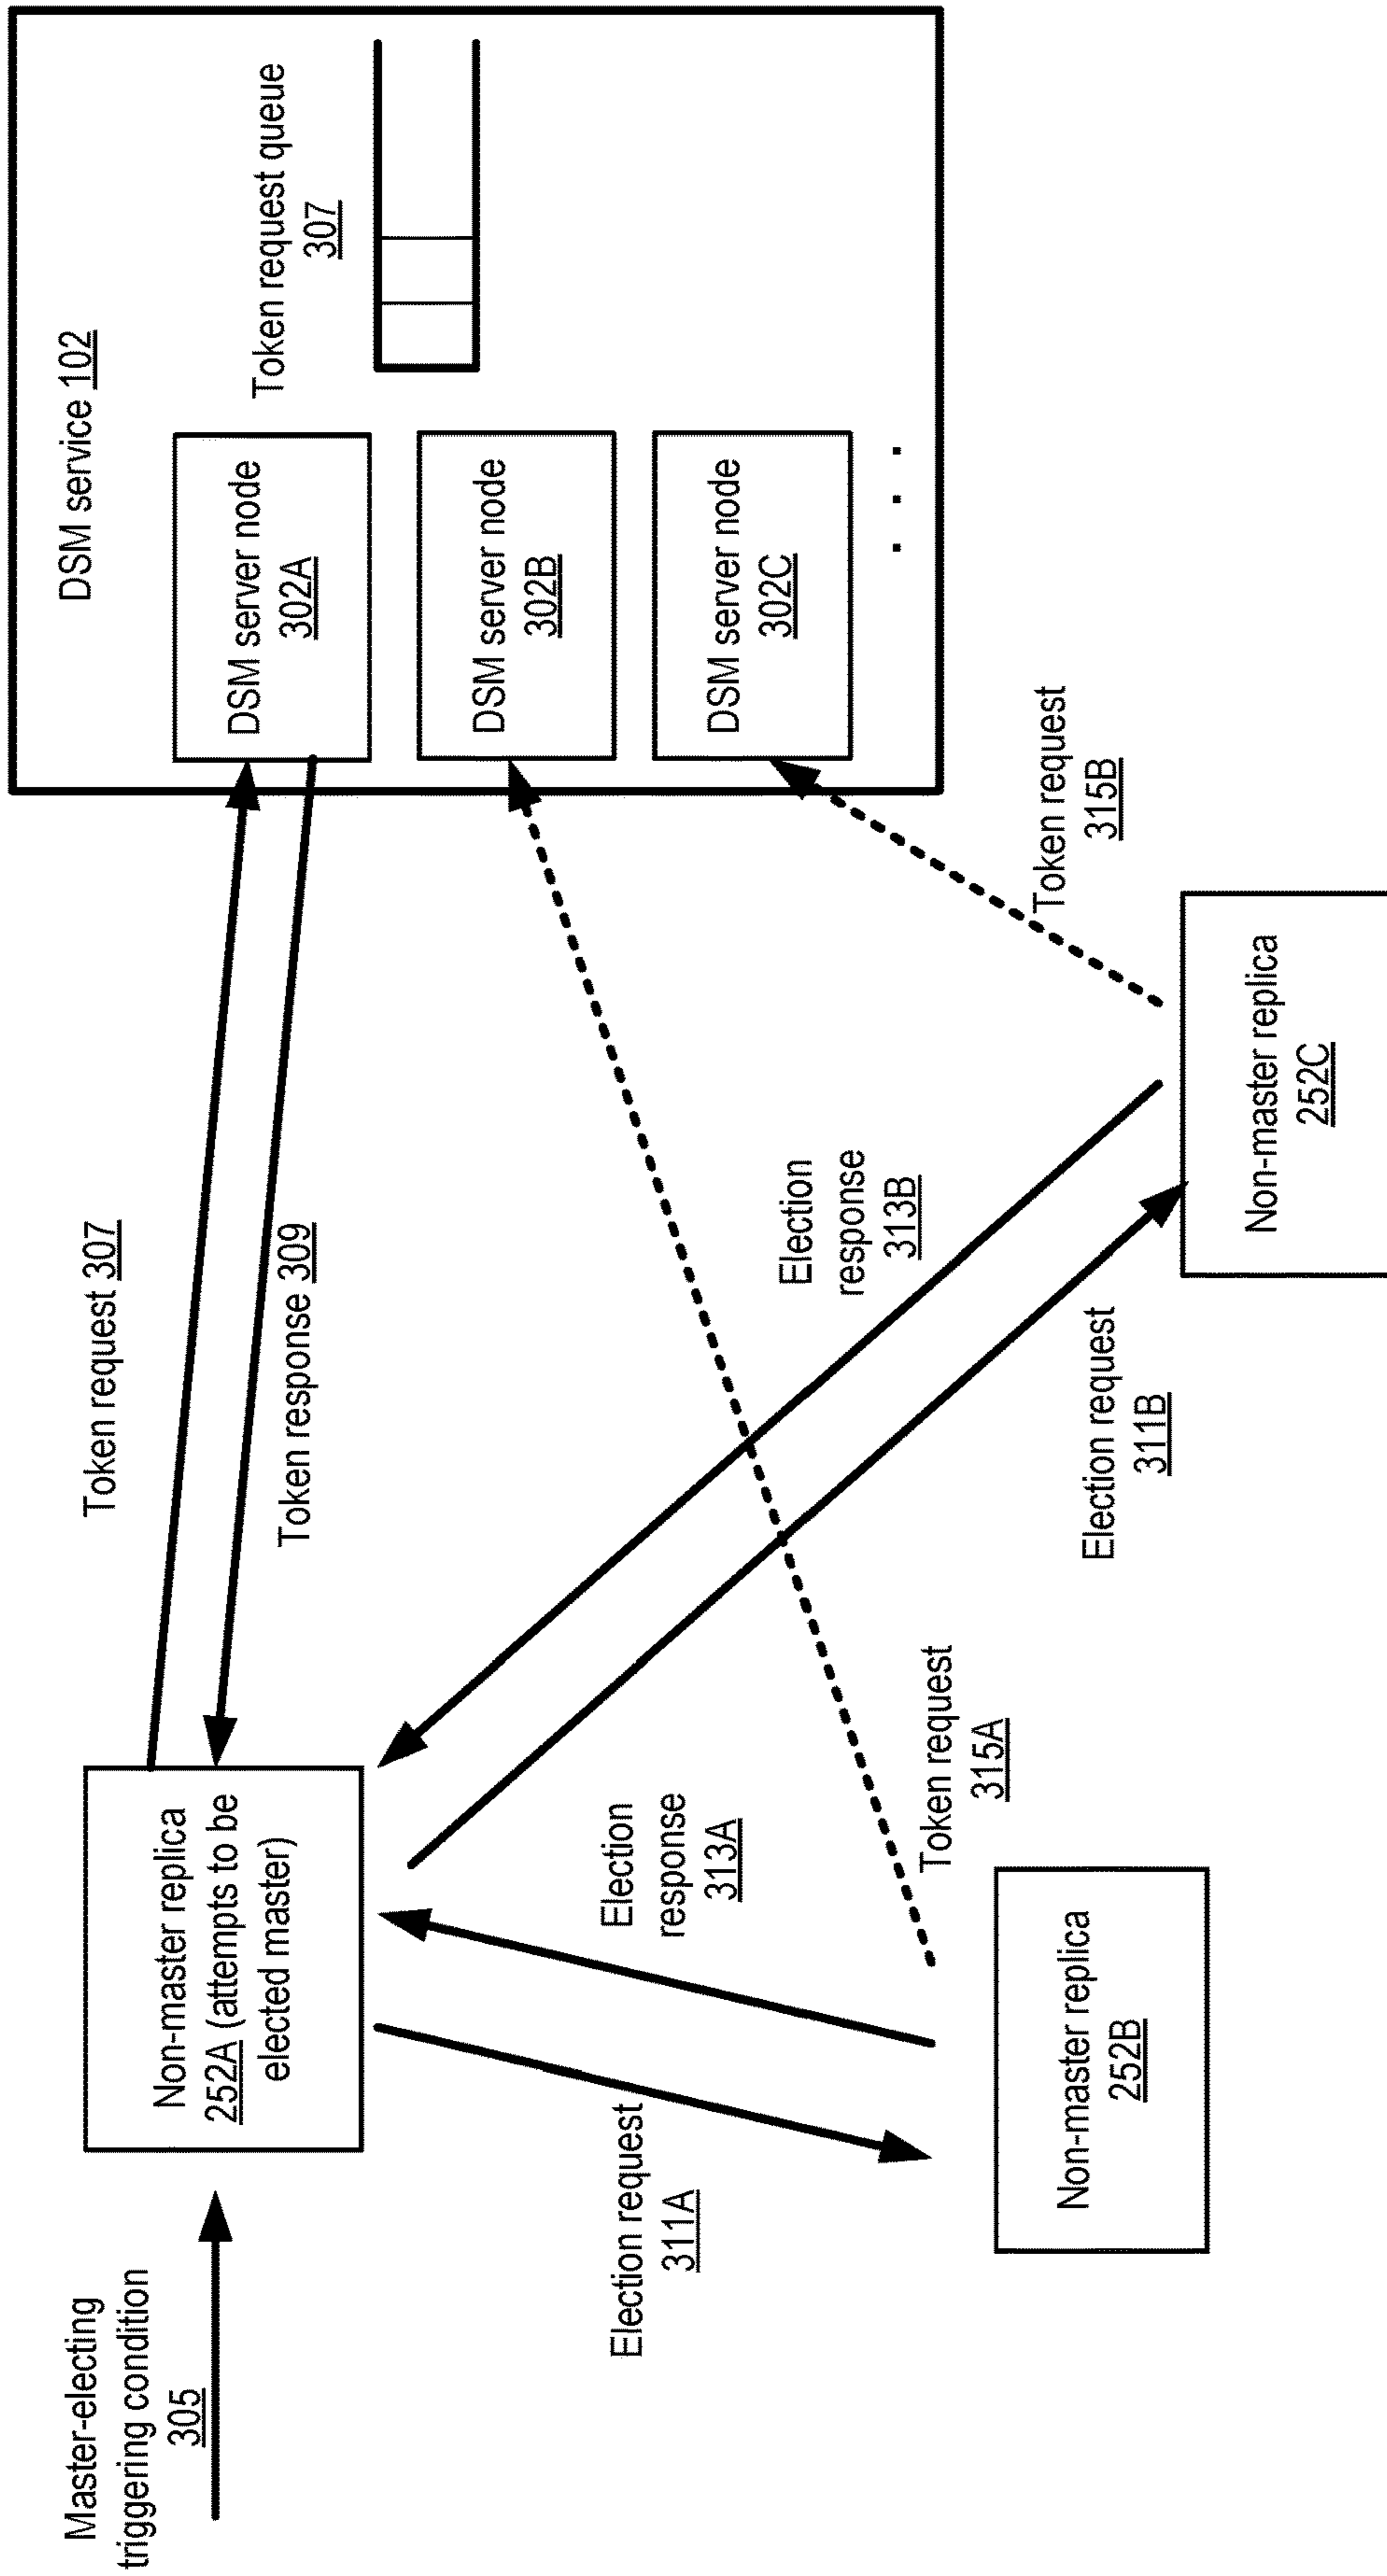 Master-electing
triggering condition
305
Non-master replica
252A (attempts to be
elected master)
Token request 307
Token response 309
DSM service 102
DSM server node
302A
Token request queue
307
DSM server node
302B
DSM server node
302C
. . .
Election request
311A
Election
response
313A
Election
response
313B
Election request
311B
Token request
315A
Token request
315B
Non-master replica
252B
Non-master replica
252C